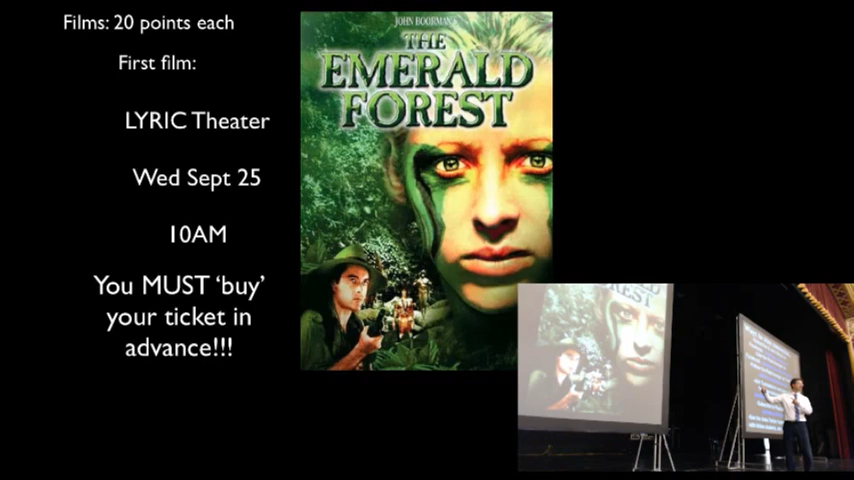 Films: 20 points each
First film:
LYRIC Theater
Wed Sept 25
10AM
You MUST ‘buy’
your ticket in
advance!!!
JOHN BOORMAN'S
THE
EMERALD
FOREST
FOREST